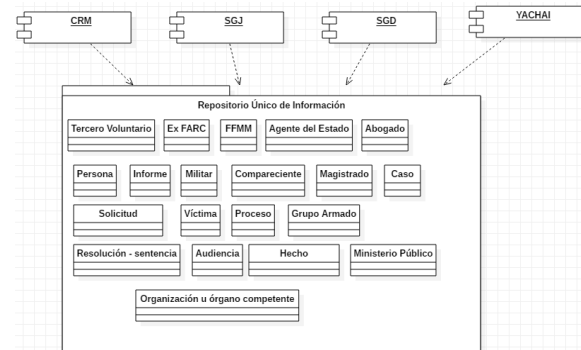 CRM SGJ SGD YACHAI
Repositorio Único de Información
Tercero Voluntario Ex FARC FFMM Agente del Estado Abogado
Persona Informe Militar Compareciente Magistrado Caso
Solicitud Víctima Proceso Grupo Armado
Resolución - sentencia Audiencia Hecho Ministerio Público
Organización u órgano competente